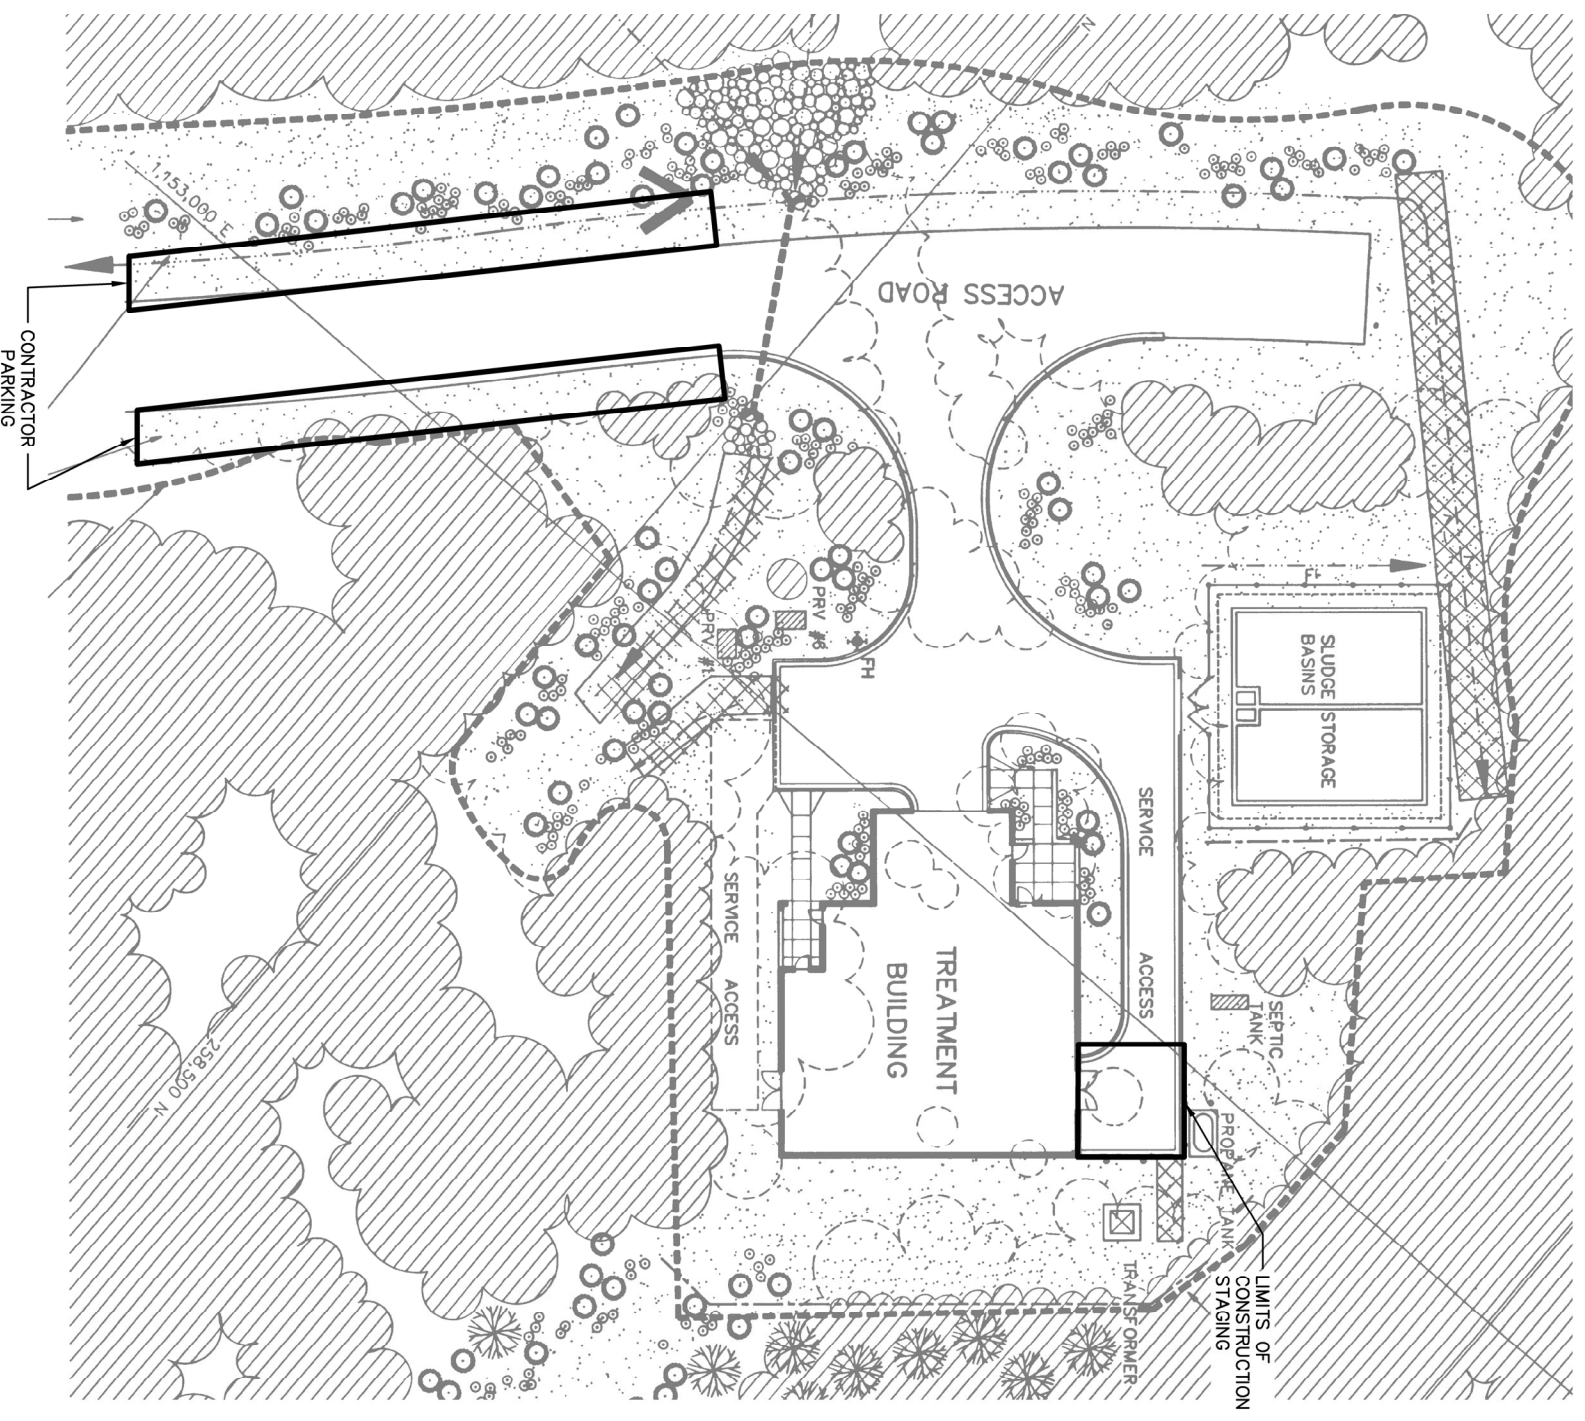 N
1,153,000 E
ACCESS ROAD
CONTRACTOR
PARKING
PRV #6
PRV #1
FH
SLUDGE STORAGE
BASINS
SERVICE ACCESS
SERVICE ACCESS
TREATMENT
BUILDING
SEPTIC
TANK
PROPANE TANK
TRANSFORMER
258,500 N
LIMITS OF
CONSTRUCTION
STAGING